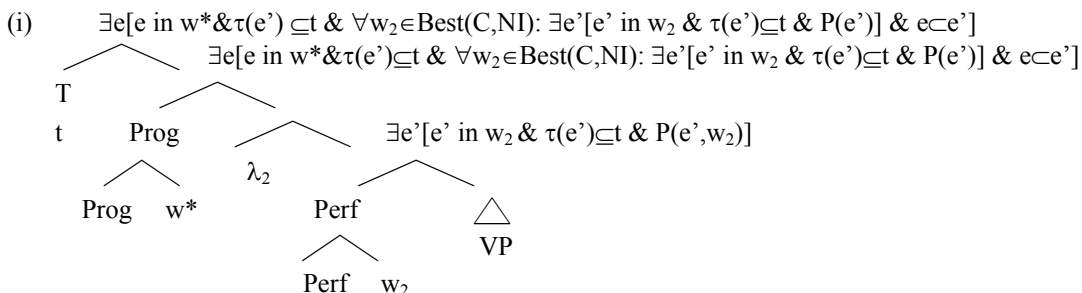 (i) ∃e[e in w* &τ(e’) ⊆t & ∀w₂∈Best(C,NI): ∃e’[e’ in w₂ & τ(e’)⊆t & P(e’)] & e⊂e’]
∃e[e in w*&τ(e’)⊆t & ∀w₂∈Best(C,NI): ∃e’[e’ in w₂ & τ(e’)⊆t & P(e’)] & e⊂e’]
T
t Prog ∃e’[e’ in w₂ & τ(e’)⊆t & P(e’,w₂)]
λ₂
Prog w* Perf
VP
Perf w₂